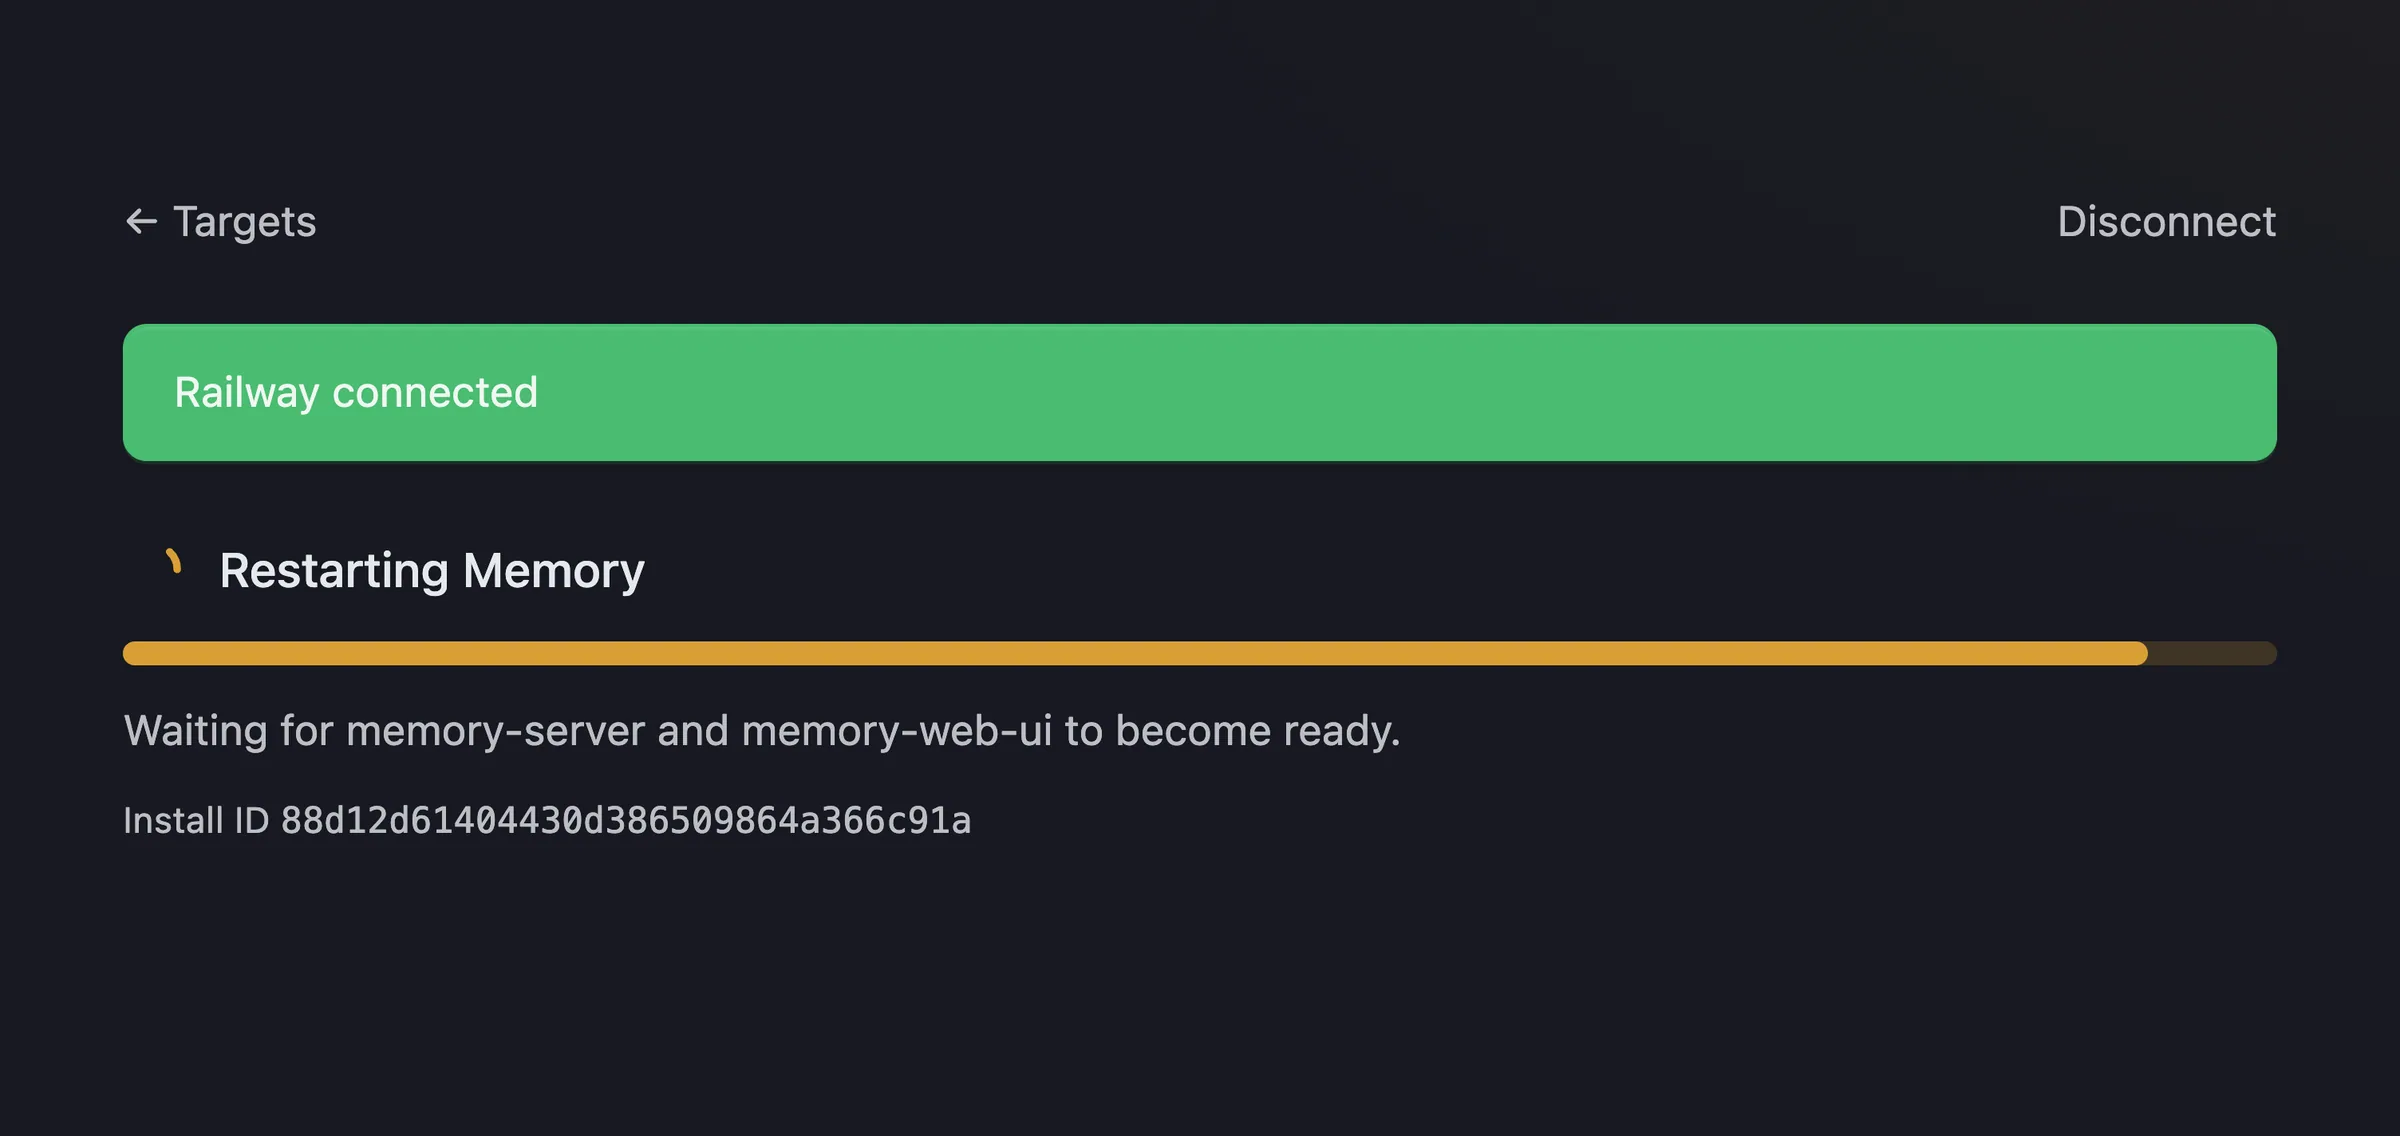 ← Targets
Disconnect
Railway connected
Restarting Memory
Waiting for memory-server and memory-web-ui to become ready.
Install ID 88d12d61404430d386509864a366c91a